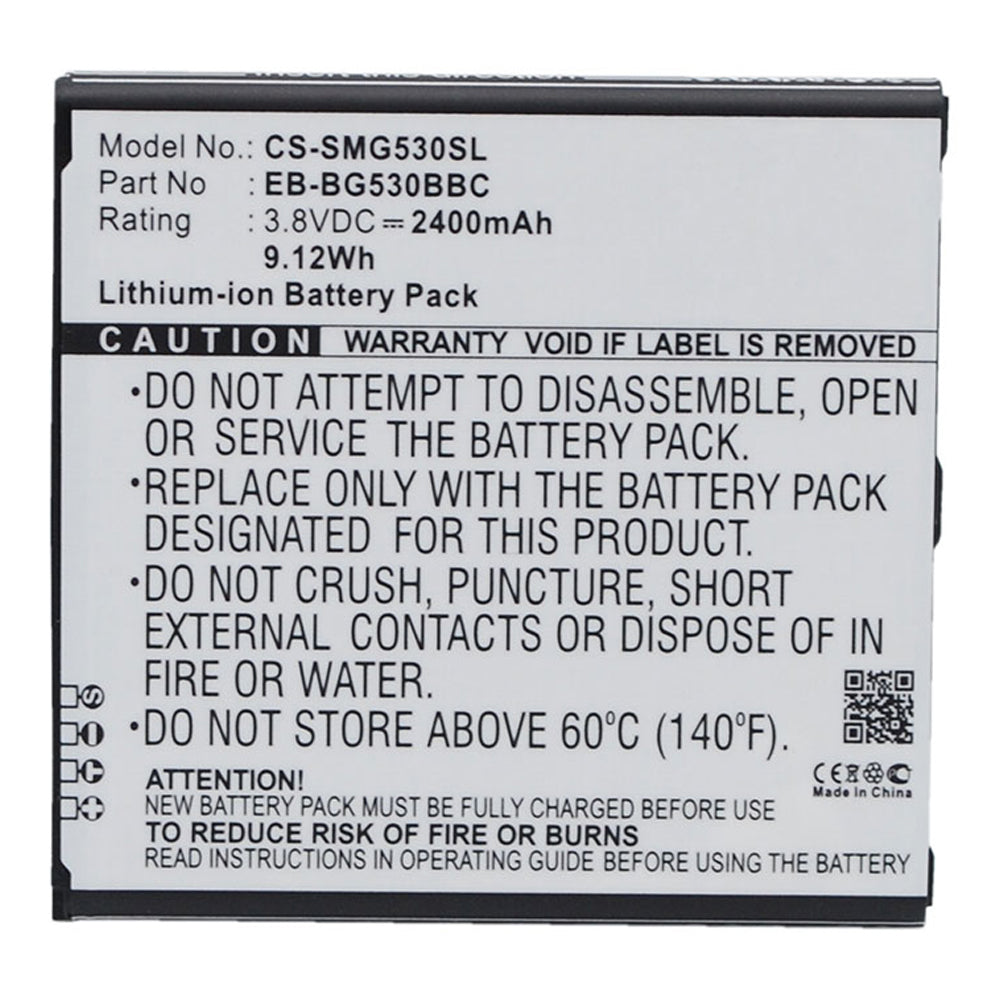 Insert this direction
Model No.: CS-SMG530SL
Part No : EB-BG530BBC
Rating : 3.8VDC ⎓ 2400mAh
9.12Wh
Lithium-ion Battery Pack
CAUTION WARRANTY VOID IF LABEL IS REMOVED
•DO NOT ATTEMPT TO DISASSEMBLE, OPEN
OR SERVICE THE BATTERY PACK.
•REPLACE ONLY WITH THE BATTERY PACK
DESIGNATED FOR THIS PRODUCT.
•DO NOT CRUSH, PUNCTURE, SHORT
EXTERNAL CONTACTS OR DISPOSE OF IN
FIRE OR WATER.
•DO NOT STORE ABOVE 60°C (140°F).
S
-
C
+
CE
Made In China
ATTENTION!
NEW BATTERY PACK MUST BE FULLY CHARGED BEFORE USE
TO REDUCE RISK OF FIRE OR BURNS
READ INSTRUCTIONS IN OPERATING GUIDE BEFORE USING THE BATTERY